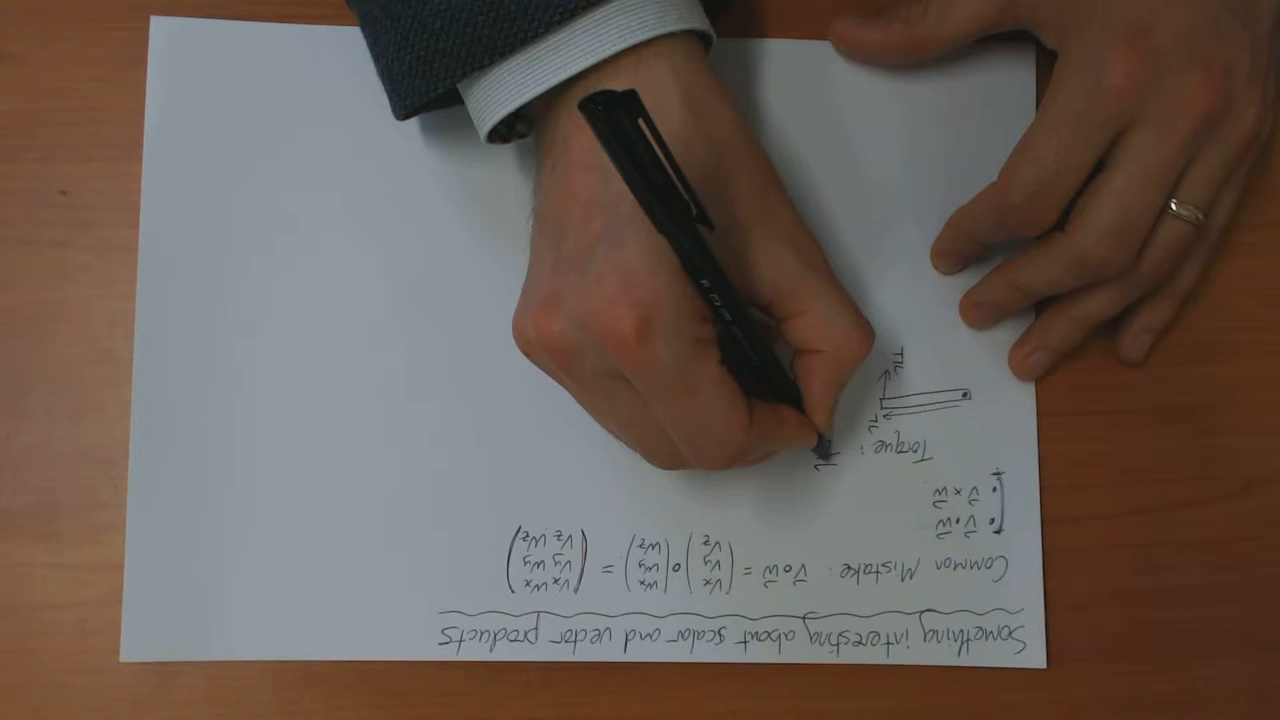 Something interesting about scalar and vector products
Common Mistake: v⃗∘w⃗ = (vx vy vz)∘(wx wy wz) = (vxwx vywy vzwz)
• v⃗∘w⃗
• v⃗×w⃗
Torque:
r⃗
F⃗